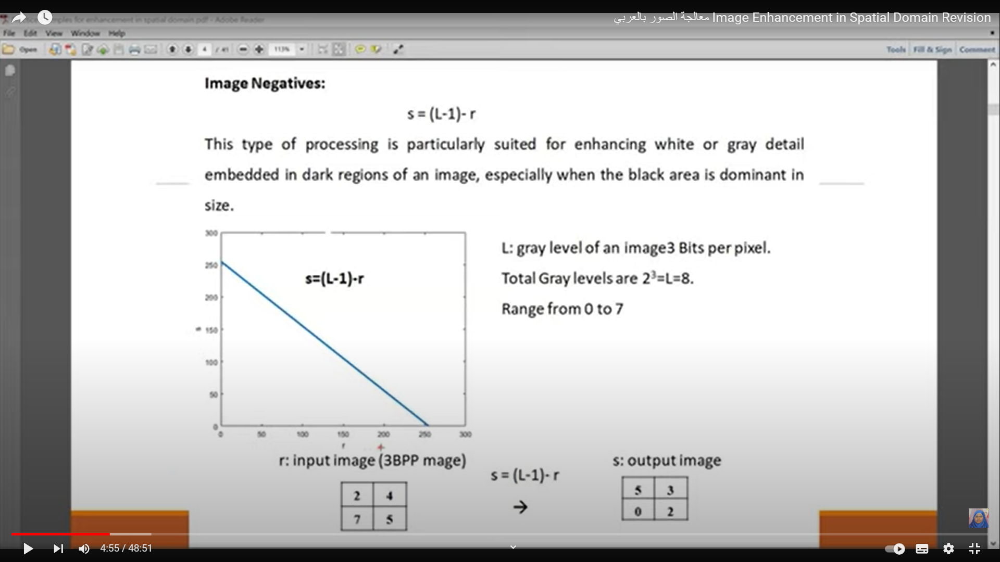 معالجة الصور بالعربي Image Enhancement in Spatial Domain Revision
mples for enhancement in spatial domain.pdf - Adobe Reader
File Edit View Window Help
Open 4 / 41 113% Tools Fill & Sign Comment
Image Negatives:
s = (L-1)- r
This type of processing is particularly suited for enhancing white or gray detail
embedded in dark regions of an image, especially when the black area is dominant in
size.
L: gray level of an image3 Bits per pixel.
Total Gray levels are 2³=L=8.
Range from 0 to 7
s=(L-1)-r
300
250
200
150
100
50
0
s
0 50 100 150 200 250 300
r
r: input image (3BPP mage)
s = (L-1)- r
→
s: output image
2 4
7 5
5 3
0 2
4:55 / 48:51